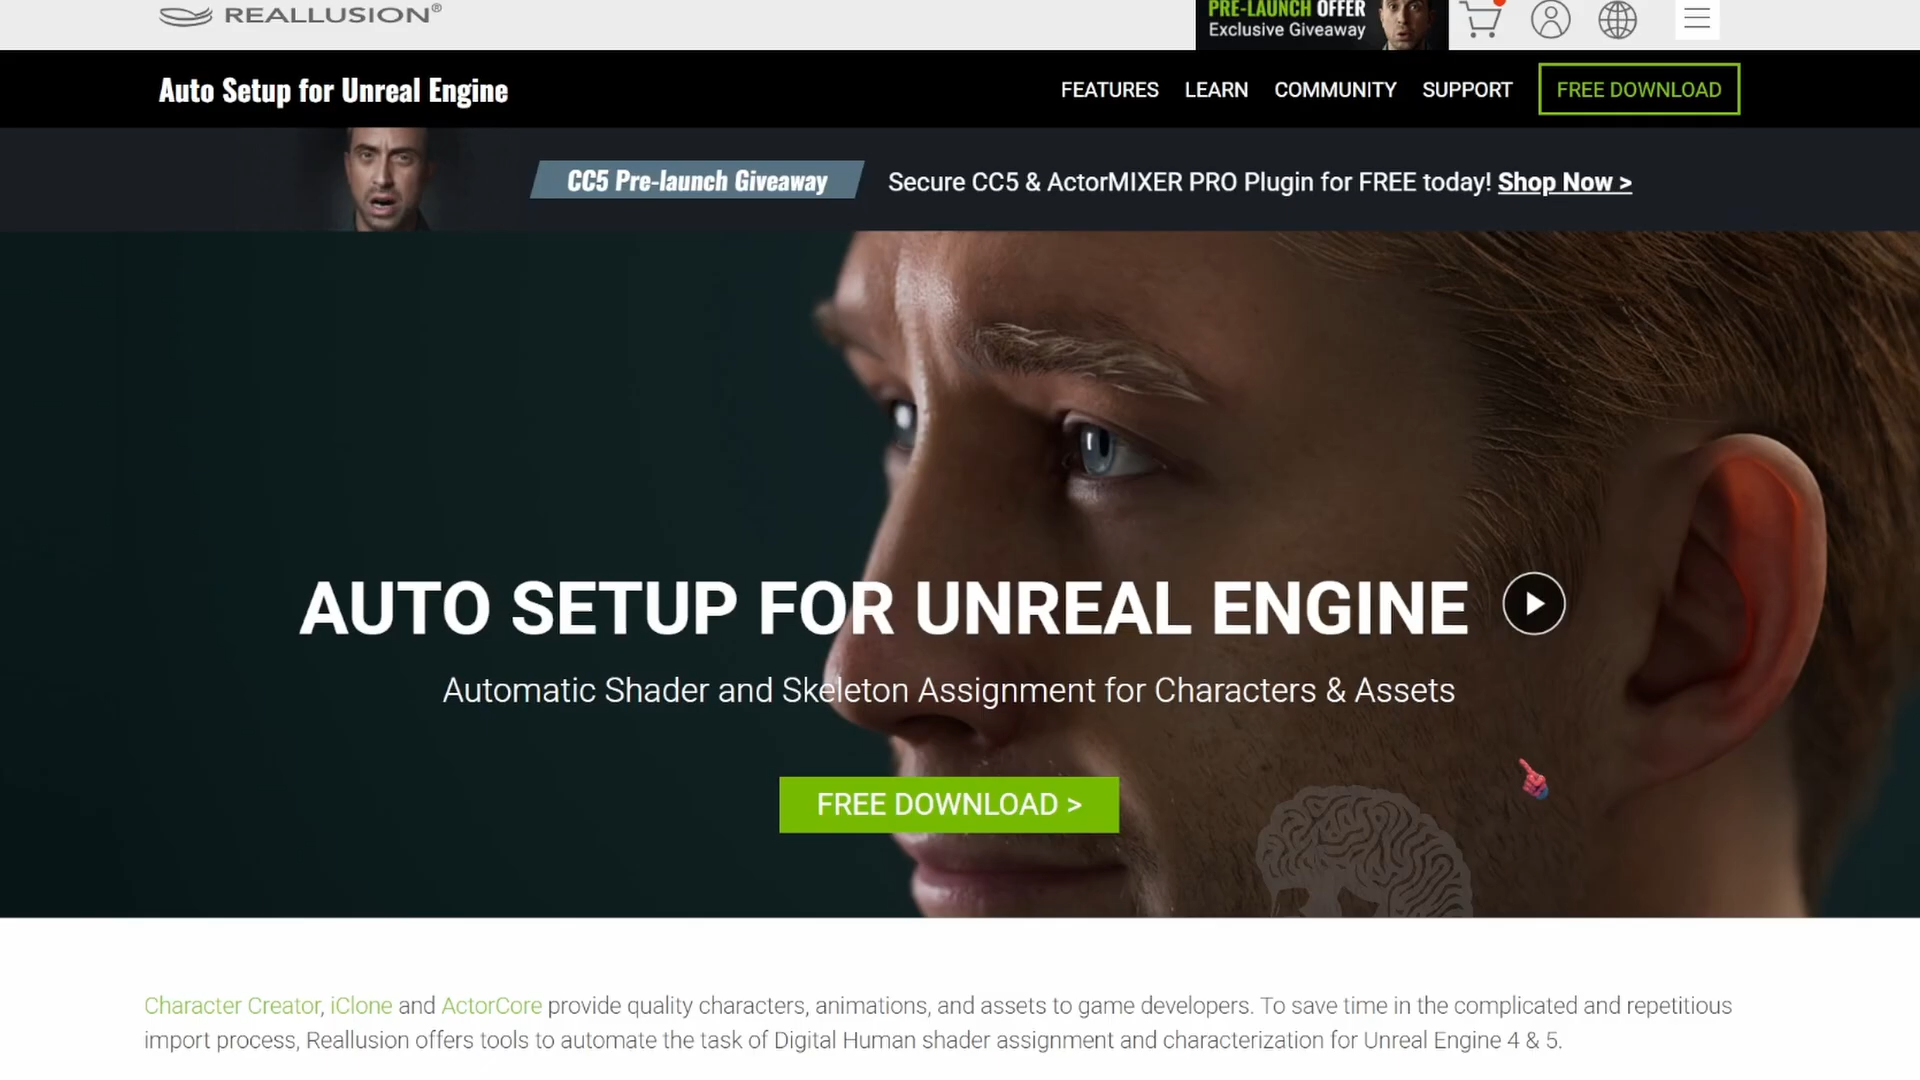 REALLUSION®
PRE-LAUNCH OFFER
Exclusive Giveaway
Auto Setup for Unreal Engine
FEATURES LEARN COMMUNITY SUPPORT FREE DOWNLOAD
CC5 Pre-launch Giveaway Secure CC5 & ActorMIXER PRO Plugin for FREE today! Shop Now >
AUTO SETUP FOR UNREAL ENGINE
Automatic Shader and Skeleton Assignment for Characters & Assets
FREE DOWNLOAD >
Character Creator, iClone and ActorCore provide quality characters, animations, and assets to game developers. To save time in the complicated and repetitious
import process, Reallusion offers tools to automate the task of Digital Human shader assignment and characterization for Unreal Engine 4 & 5.